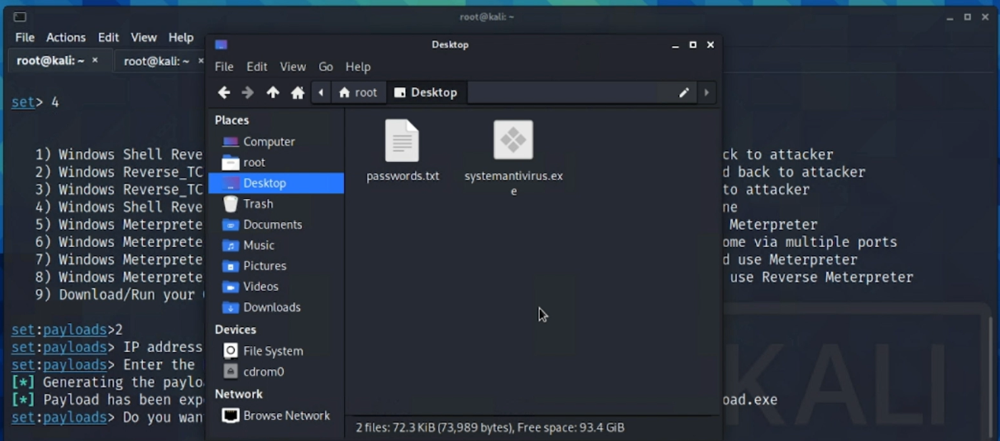 root@kali: ~
File Actions Edit View Help
root@kali: ~ × root@kali: ~ ×
set> 4
1) Windows Shell Reve
2) Windows Reverse_TC
3) Windows Reverse_TC
4) Windows Shell Reve
5) Windows Meterprete
6) Windows Meterprete
7) Windows Meterprete
8) Windows Meterprete
9) Download/Run your
set:payloads>2
set:payloads> IP address
set:payloads> Enter the
[*] Generating the paylo
[*] Payload has been exp
set:payloads> Do you wan
Desktop
File Edit View Go Help
root Desktop
Places
Computer
root
Desktop
Trash
Documents
Music
Pictures
Videos
Downloads
Devices
File System
cdrom0
Network
Browse Network
passwords.txt
systemantivirus.ex
e
2 files: 72.3 KiB (73,989 bytes), Free space: 93.4 GiB
ck to attacker
d back to attacker
to attacker
ne
Meterpreter
ome via multiple ports
d use Meterpreter
use Reverse Meterpreter
oad.exe
KALI